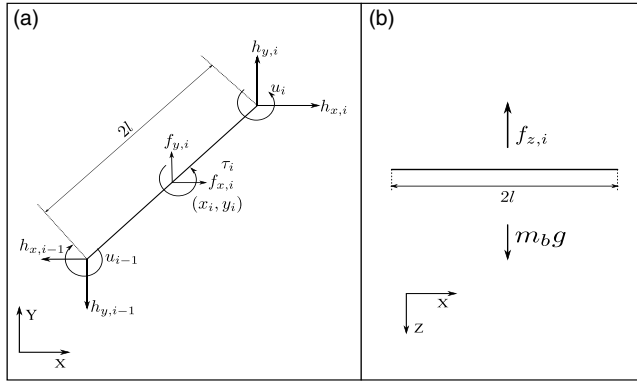 (a)
h_{y,i}
u_i
h_{x,i}
2l
f_{y,i}
τ_i
f_{x,i}
(x_i, y_i)
h_{x,i−1}
u_{i−1}
h_{y,i−1}
Y
X
(b)
f_{z,i}
2l
m_b g
X
Z